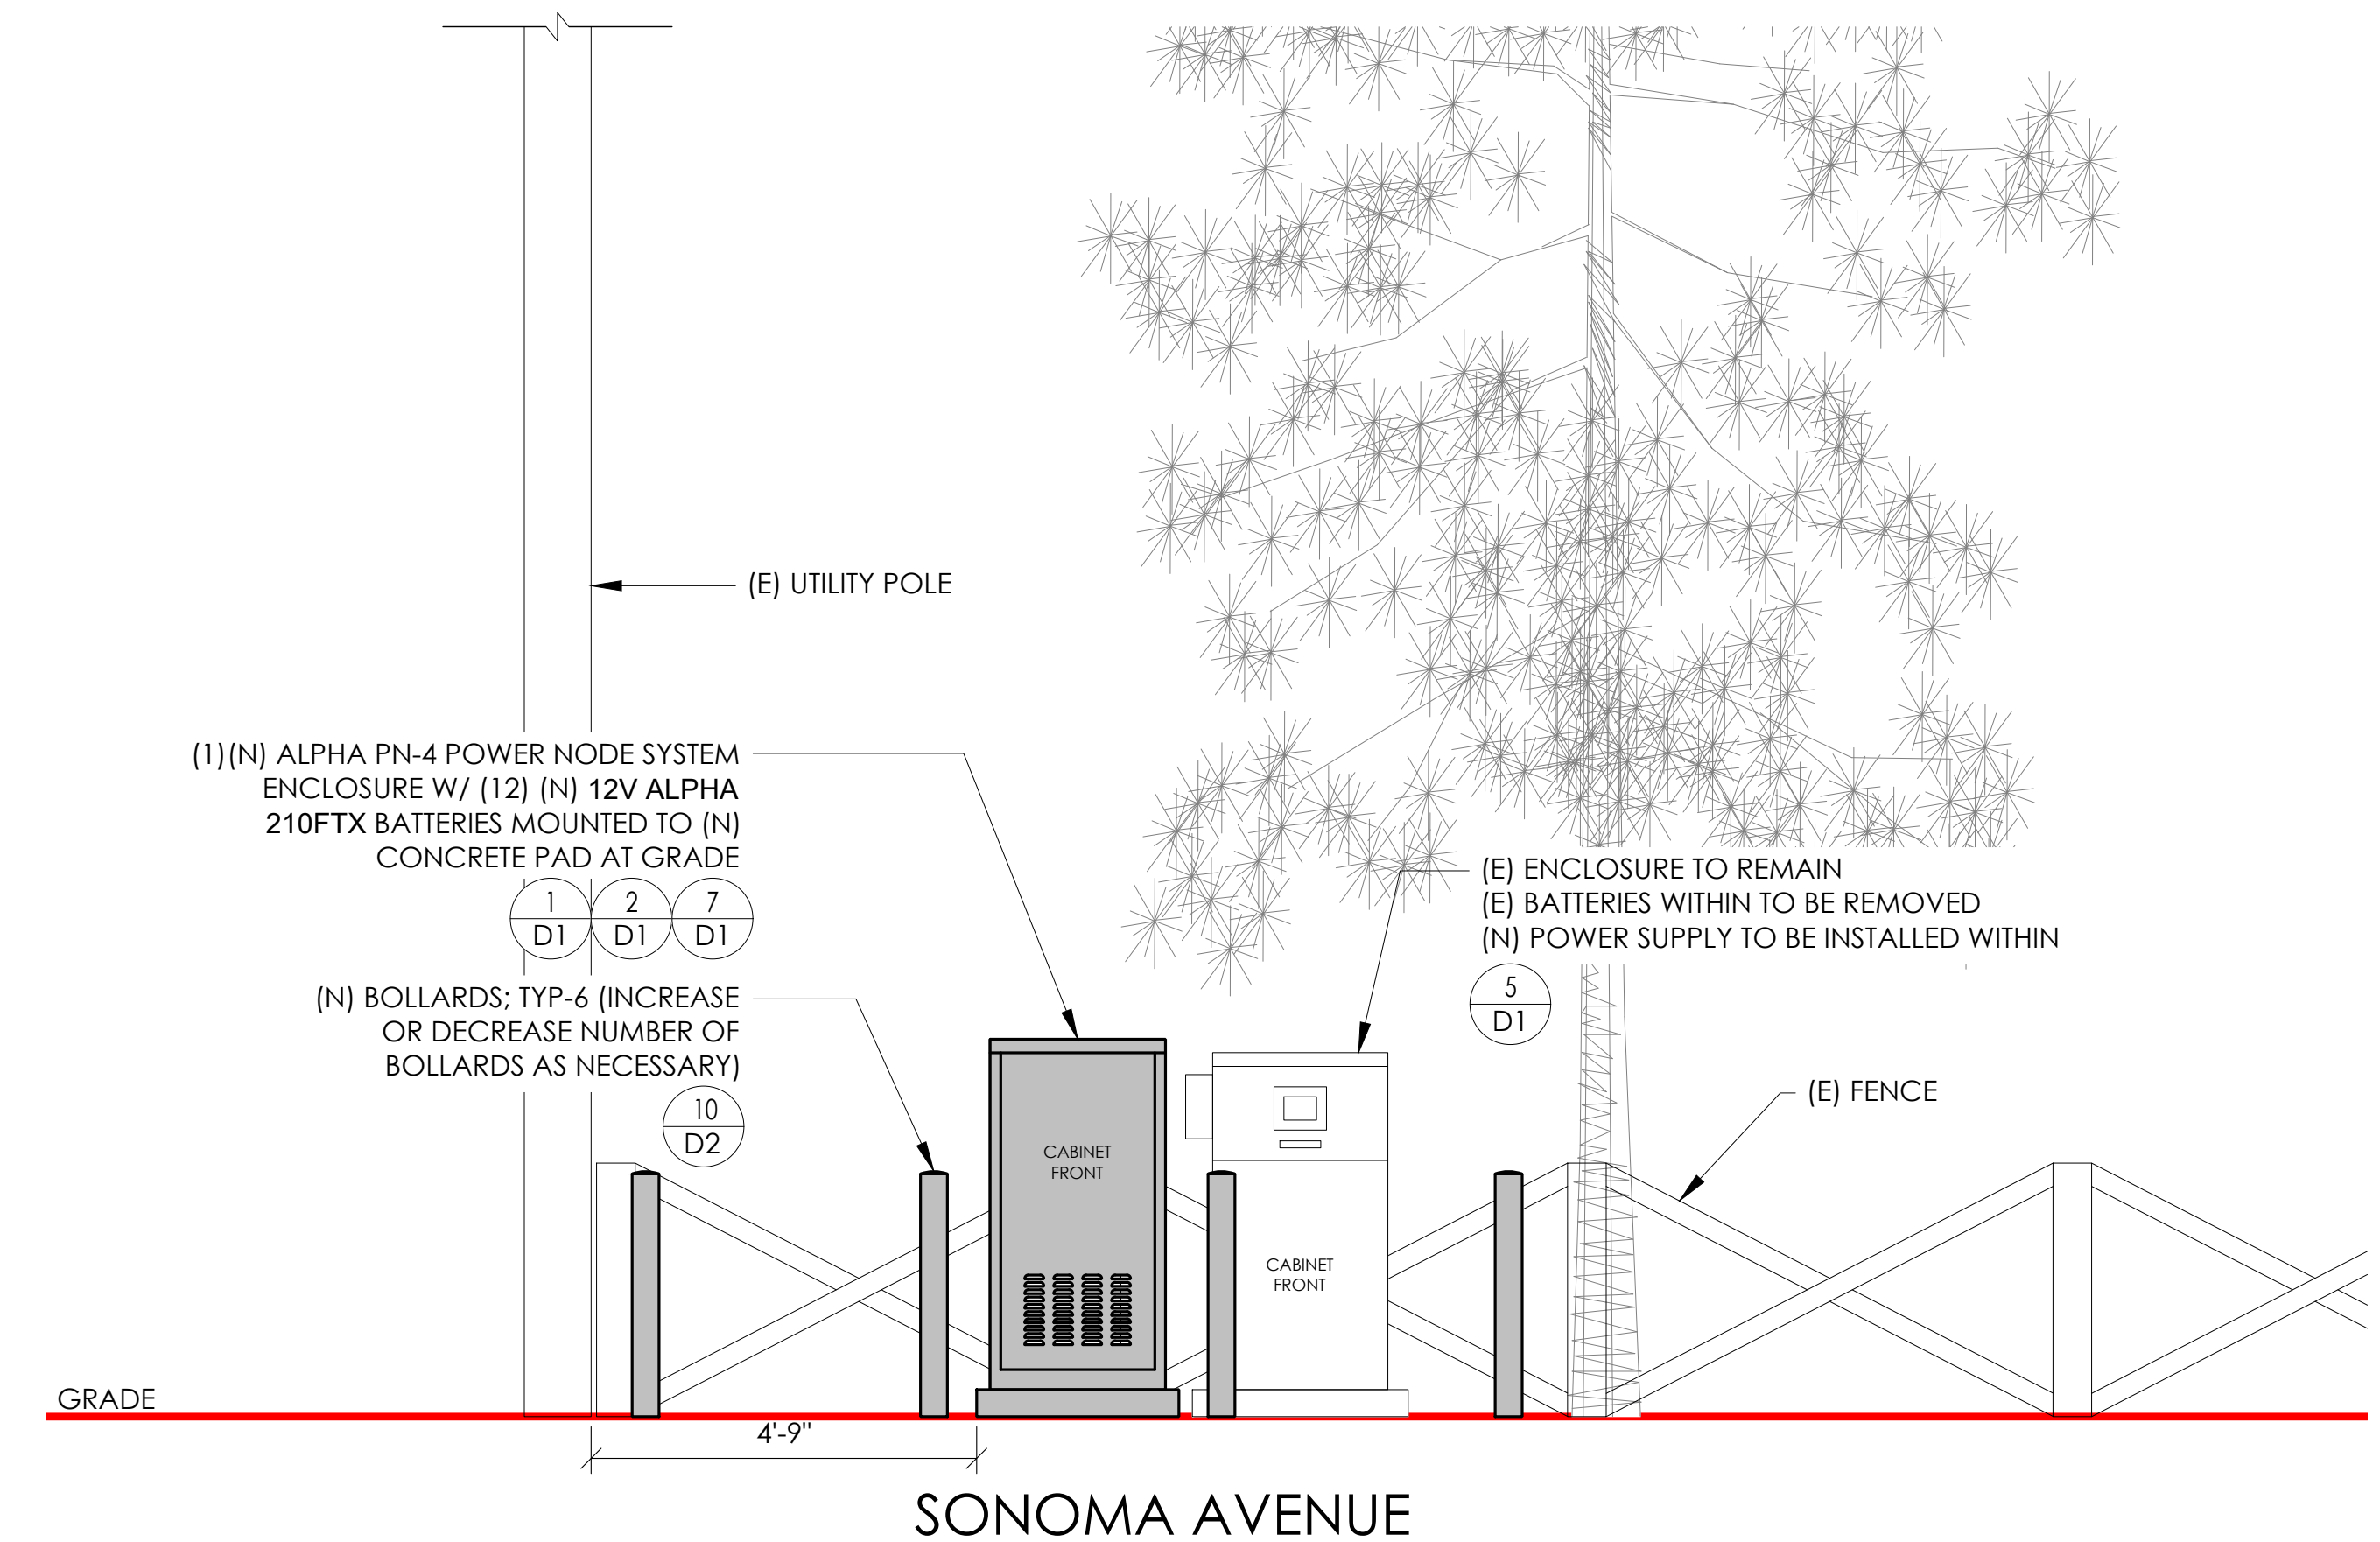 (E) UTILITY POLE
(1)(N) ALPHA PN-4 POWER NODE SYSTEM
ENCLOSURE W/ (12) (N) 12V ALPHA
210FTX BATTERIES MOUNTED TO (N)
CONCRETE PAD AT GRADE
1
D1
2
D1
7
D1
(E) ENCLOSURE TO REMAIN
(E) BATTERIES WITHIN TO BE REMOVED
(N) POWER SUPPLY TO BE INSTALLED WITHIN
5
D1
(N) BOLLARDS; TYP-6 (INCREASE
OR DECREASE NUMBER OF
BOLLARDS AS NECESSARY)
10
D2
(E) FENCE
CABINET
FRONT
CABINET
FRONT
GRADE
4'-9"
SONOMA AVENUE